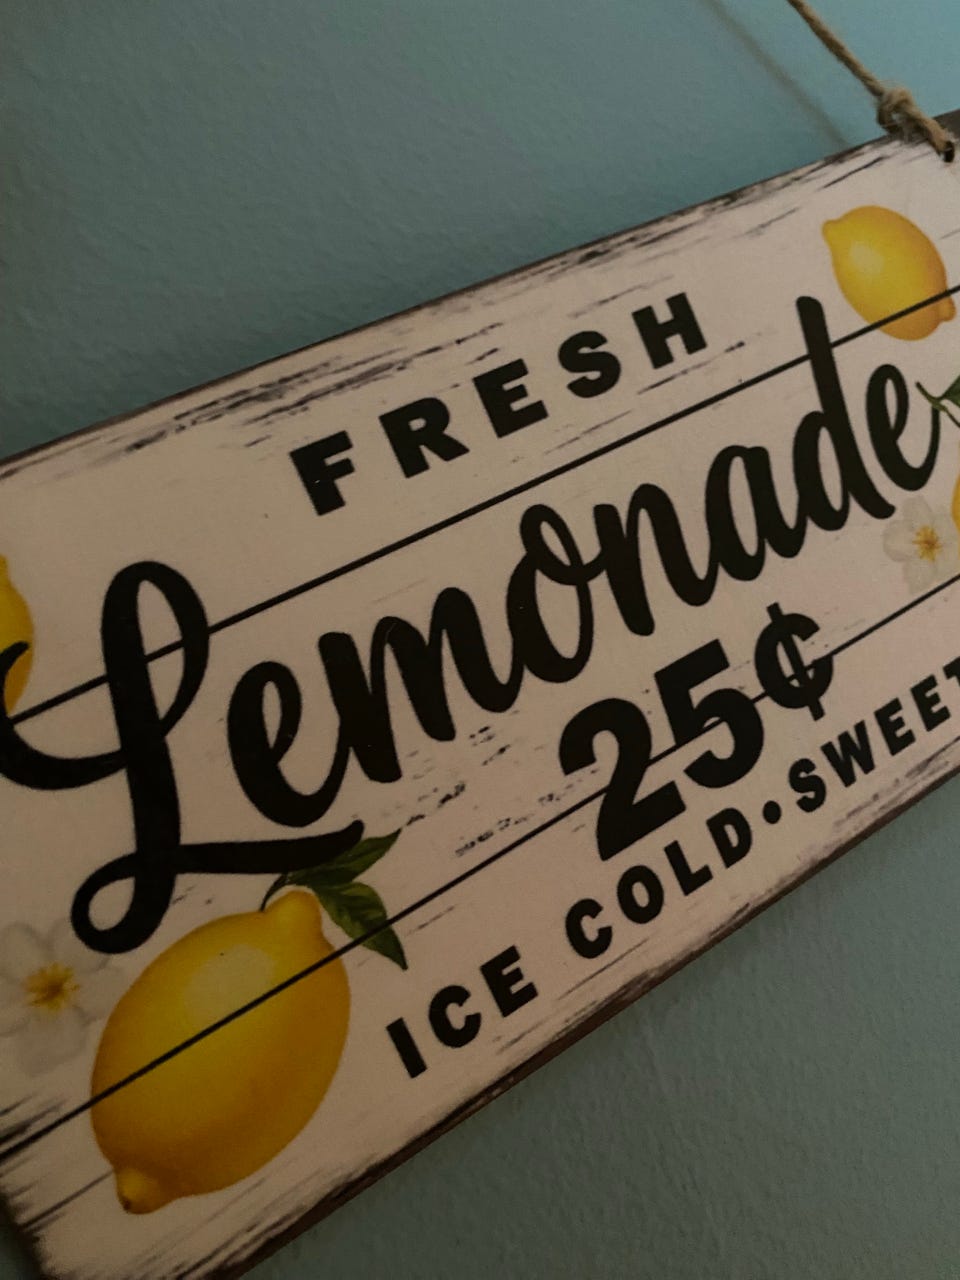 FRESH
Lemonade
25¢
ICE COLD • SWEET